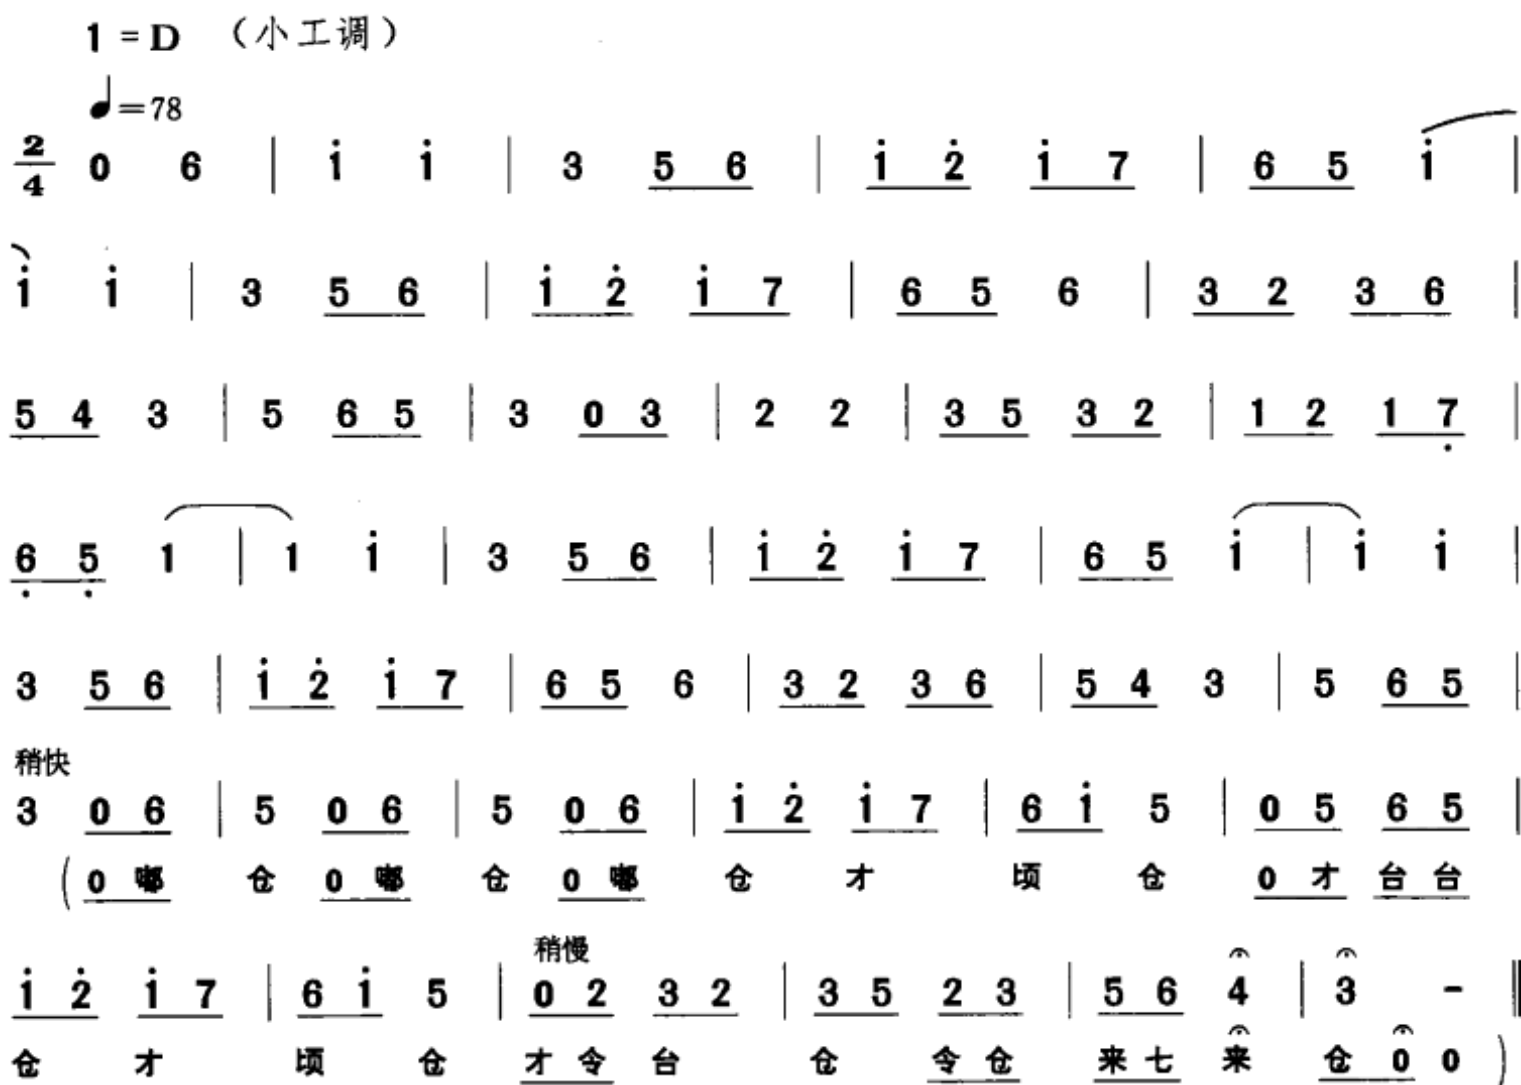 1 = D （小工调）
♩=78
2/4 0 6 | i̇ i̇ | 3 5 6 | i̇ 2̇ i̇ 7 | 6 5 i̇ |
i̇ i̇ | 3 5 6 | i̇ 2̇ i̇ 7 | 6 5 6 | 3 2 3 6 |
5 4 3 | 5 6 5 | 3 0 3 | 2 2 | 3 5 3 2 | 1 2 1 7̣ |
6̣ 5̣ 1 | 1 i̇ | 3 5 6 | i̇ 2̇ i̇ 7 | 6 5 i̇ | i̇ i̇ |
3 5 6 | i̇ 2̇ i̇ 7 | 6 5 6 | 3 2 3 6 | 5 4 3 | 5 6 5 |
稍快
3 0 6 | 5 0 6 | 5 0 6 | i̇ 2̇ i̇ 7 | 6 i̇ 5 | 0 5 6 5 |
（0 嘟 仓 0 嘟 仓 0 嘟 仓 才 顷 仓 0 才 台 台
稍慢
i̇ 2̇ i̇ 7 | 6 i̇ 5 | 0 2 3 2 | 3 5 2 3 | 5 6 4 | 3 - ‖
仓 才 顷 仓 才 令 台 仓 令 仓 来 七 来 仓 0 0）